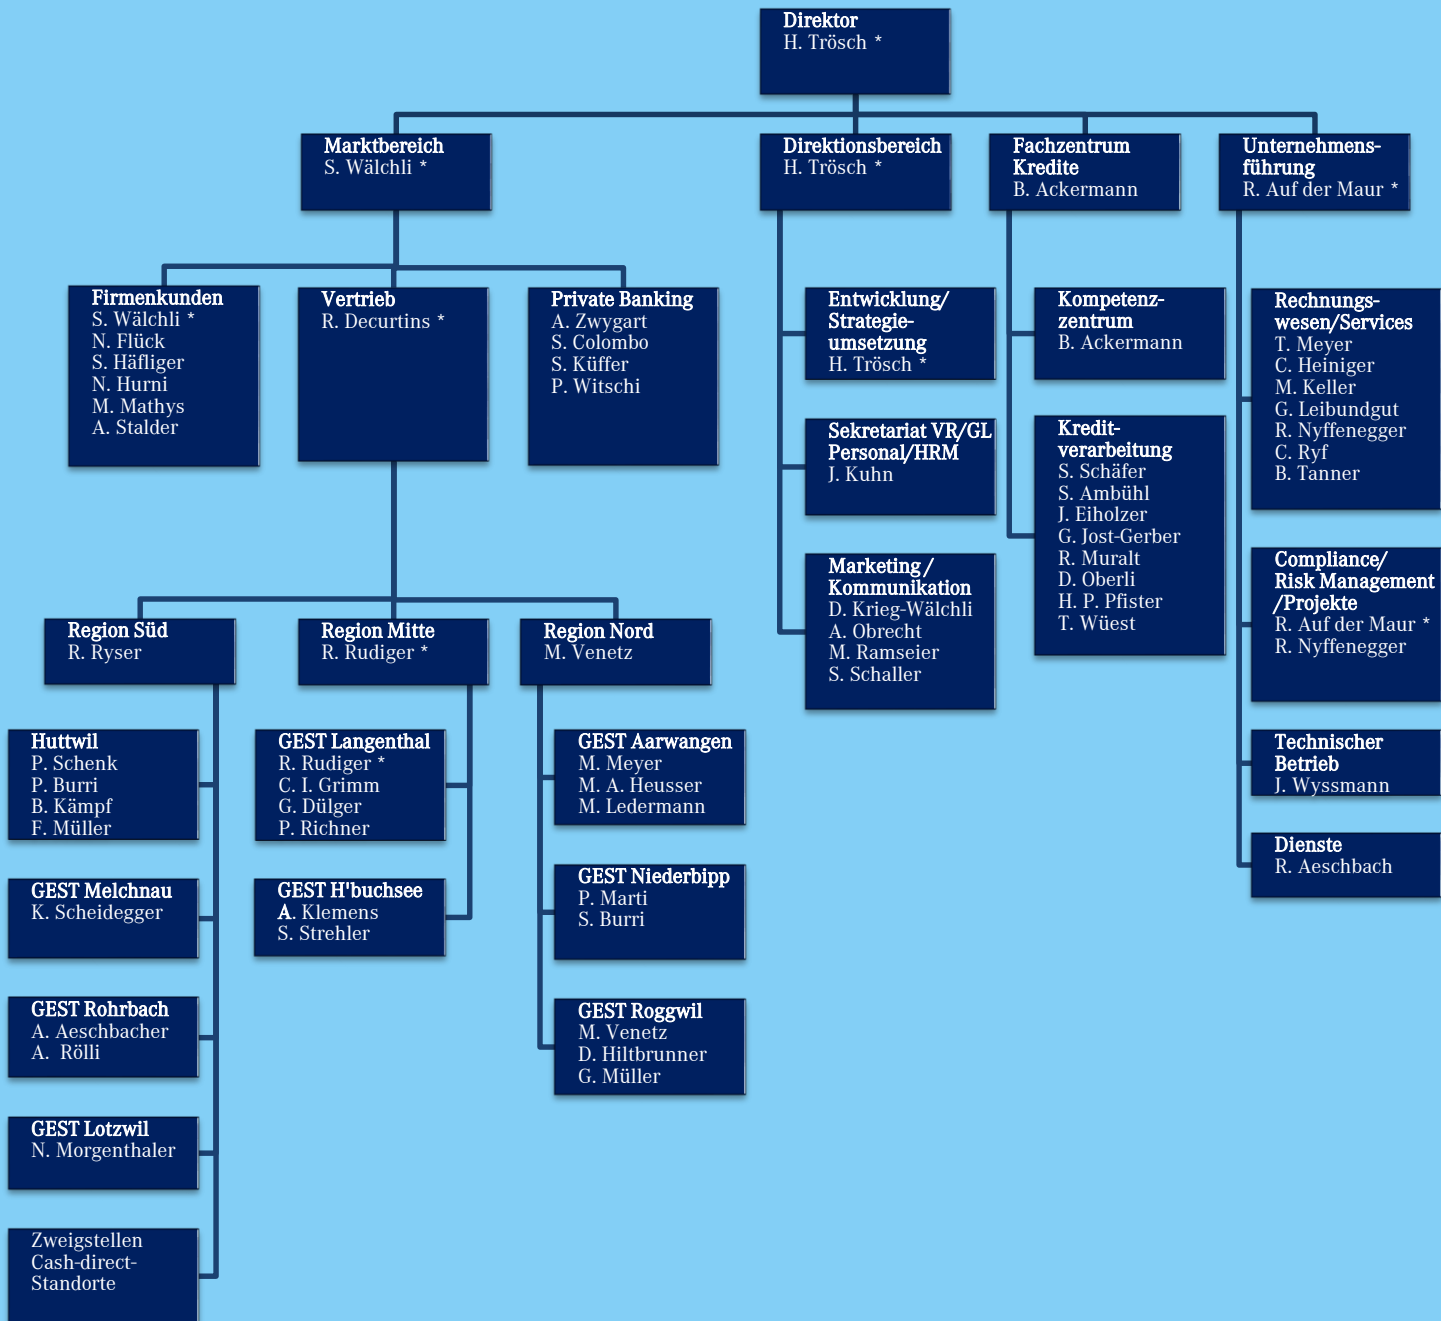 Direktor
H. Trösch *
Marktbereich
S. Wälchli *
Direktionsbereich
H. Trösch *
Fachzentrum
Kredite
B. Ackermann
Unternehmens-
führung
R. Auf der Maur *
Firmenkunden
S. Wälchli *
N. Flück
S. Häfliger
N. Hurni
M. Mathys
A. Stalder
Vertrieb
R. Decurtins *
Private Banking
A. Zwygart
S. Colombo
S. Küffer
P. Witschi
Entwicklung/
Strategie-
umsetzung
H. Trösch *
Sekretariat VR/GL
Personal/HRM
J. Kuhn
Marketing /
Kommunikation
D. Krieg-Wälchli
A. Obrecht
M. Ramseier
S. Schaller
Kompetenz-
zentrum
B. Ackermann
Kredit-
verarbeitung
S. Schäfer
S. Ambühl
J. Eiholzer
G. Jost-Gerber
R. Muralt
D. Oberli
H. P. Pfister
T. Wüest
Rechnungs-
wesen/Services
T. Meyer
C. Heiniger
M. Keller
G. Leibundgut
R. Nyffenegger
C. Ryf
B. Tanner
Compliance/
Risk Management
/Projekte
R. Auf der Maur *
R. Nyffenegger
Technischer
Betrieb
J. Wyssmann
Dienste
R. Aeschbach
Region Süd
R. Ryser
Region Mitte
R. Rudiger *
Region Nord
M. Venetz
Huttwil
P. Schenk
P. Burri
B. Kämpf
F. Müller
GEST Melchnau
K. Scheidegger
GEST Rohrbach
A. Aeschbacher
A. Rölli
GEST Lotzwil
N. Morgenthaler
Zweigstellen
Cash-direct-
Standorte
GEST Langenthal
R. Rudiger *
C. I. Grimm
G. Dülger
P. Richner
GEST H'buchsee
A. Klemens
S. Strehler
GEST Aarwangen
M. Meyer
M. A. Heusser
M. Ledermann
GEST Niederbipp
P. Marti
S. Burri
GEST Roggwil
M. Venetz
D. Hiltbrunner
G. Müller